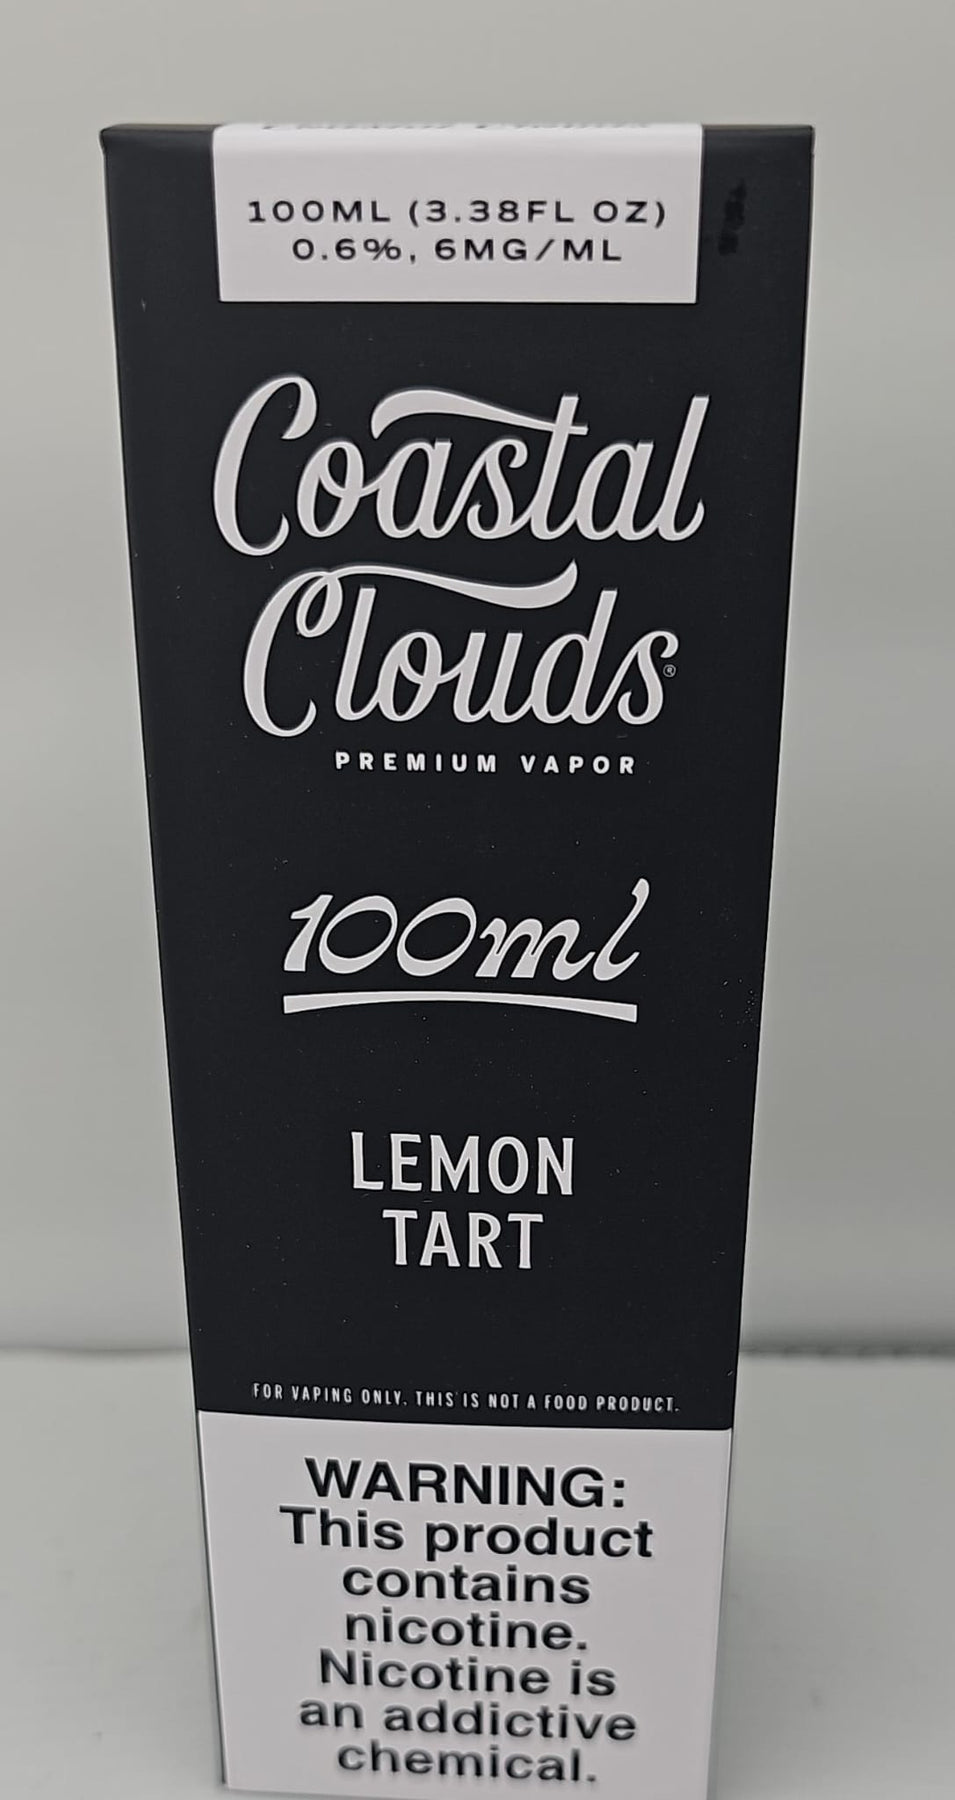 100ML (3.38FL OZ)
0.6%, 6MG/ML
Coastal
Clouds®
PREMIUM VAPOR
100ml
LEMON
TART
FOR VAPING ONLY. THIS IS NOT A FOOD PRODUCT.
WARNING:
This product
contains
nicotine.
Nicotine is
an addictive
chemical.